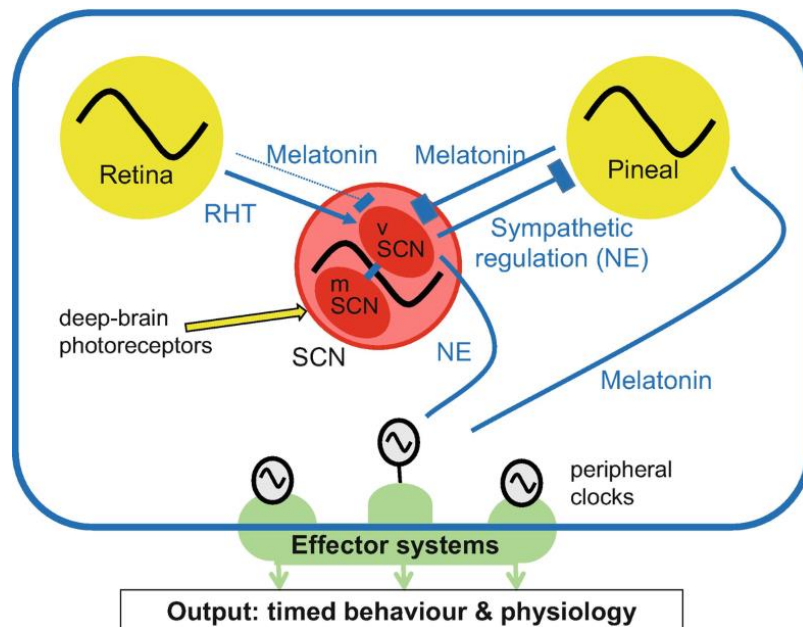 Retina
Melatonin
Melatonin
Pineal
RHT
v
SCN
Sympathetic
regulation (NE)
m
SCN
deep-brain
photoreceptors
SCN
NE
Melatonin
peripheral
clocks
Effector systems
Output: timed behaviour & physiology